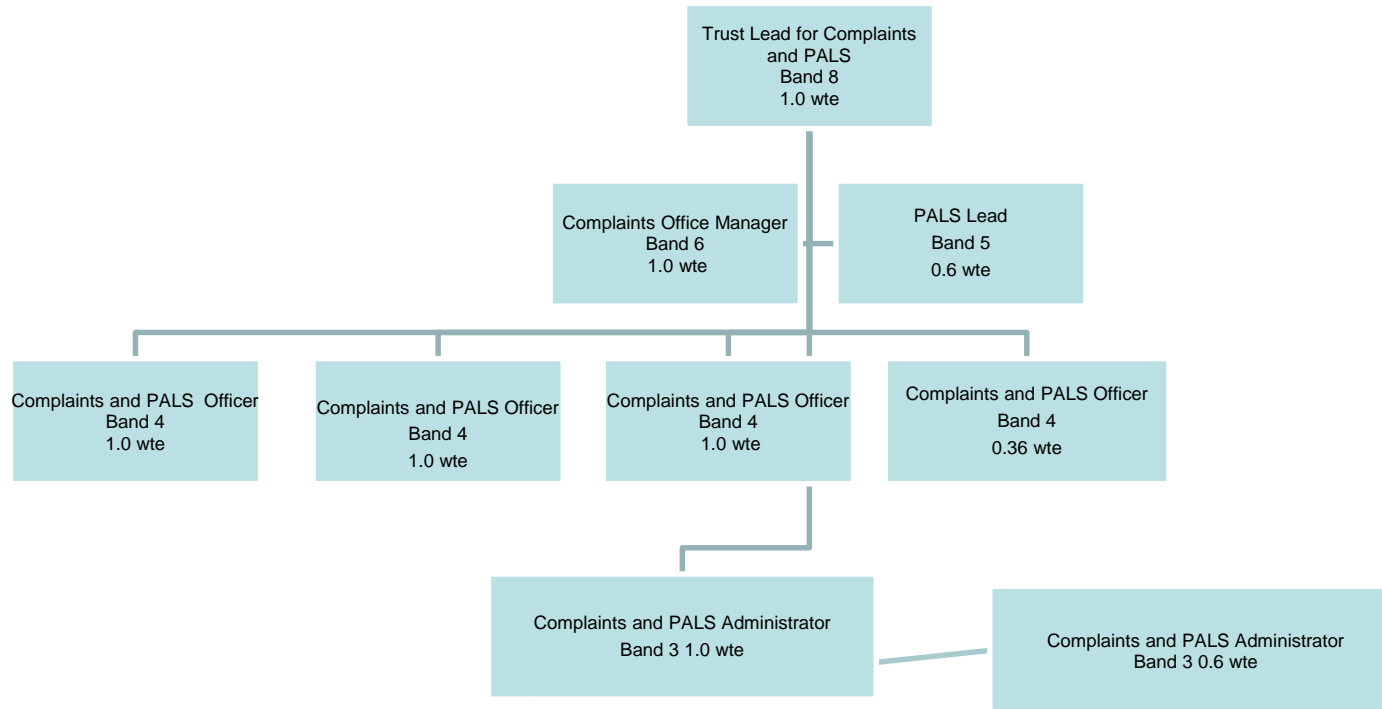 Trust Lead for Complaints
and PALS
Band 8
1.0 wte
Complaints Office Manager
Band 6
1.0 wte
PALS Lead
Band 5
0.6 wte
Complaints and PALS  Officer
Band 4
1.0 wte
Complaints and PALS Officer
Band 4
1.0 wte
Complaints and PALS Officer
Band 4
1.0 wte
Complaints and PALS Officer
Band 4
0.36 wte
Complaints and PALS Administrator
Band 3 1.0 wte
Complaints and PALS Administrator
Band 3 0.6 wte